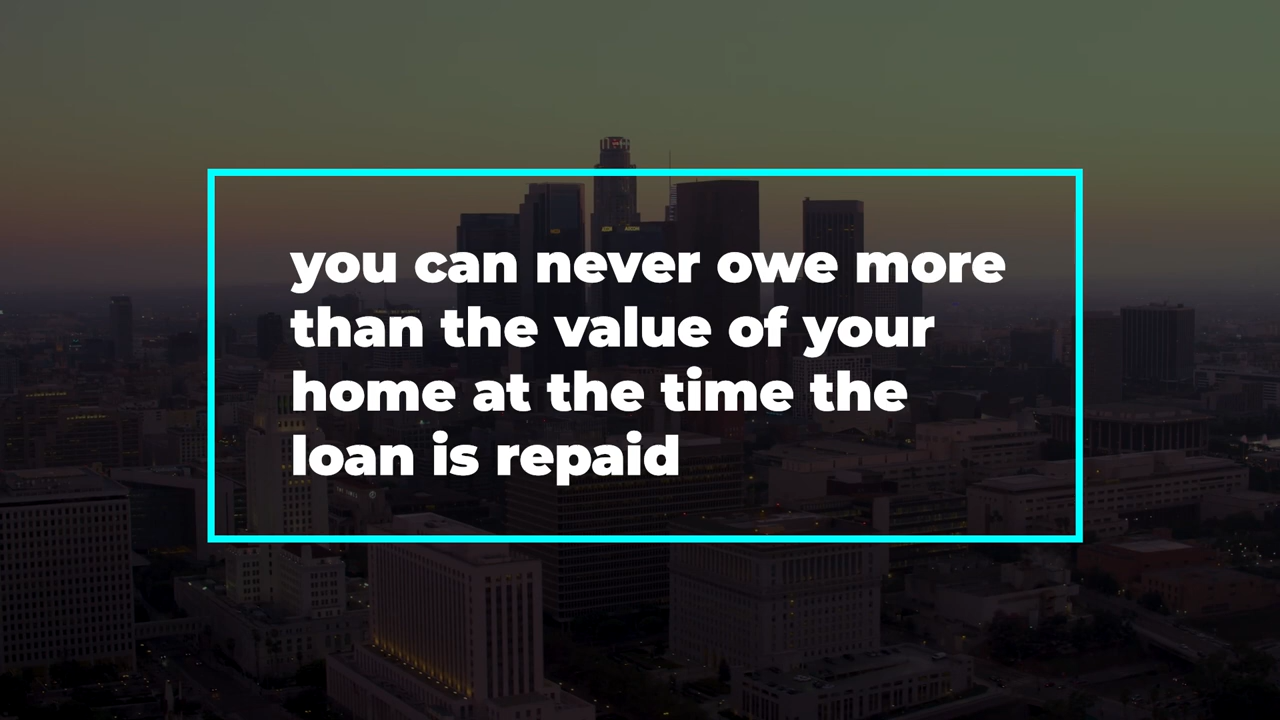 you can never owe more
than the value of your
home at the time the
loan is repaid